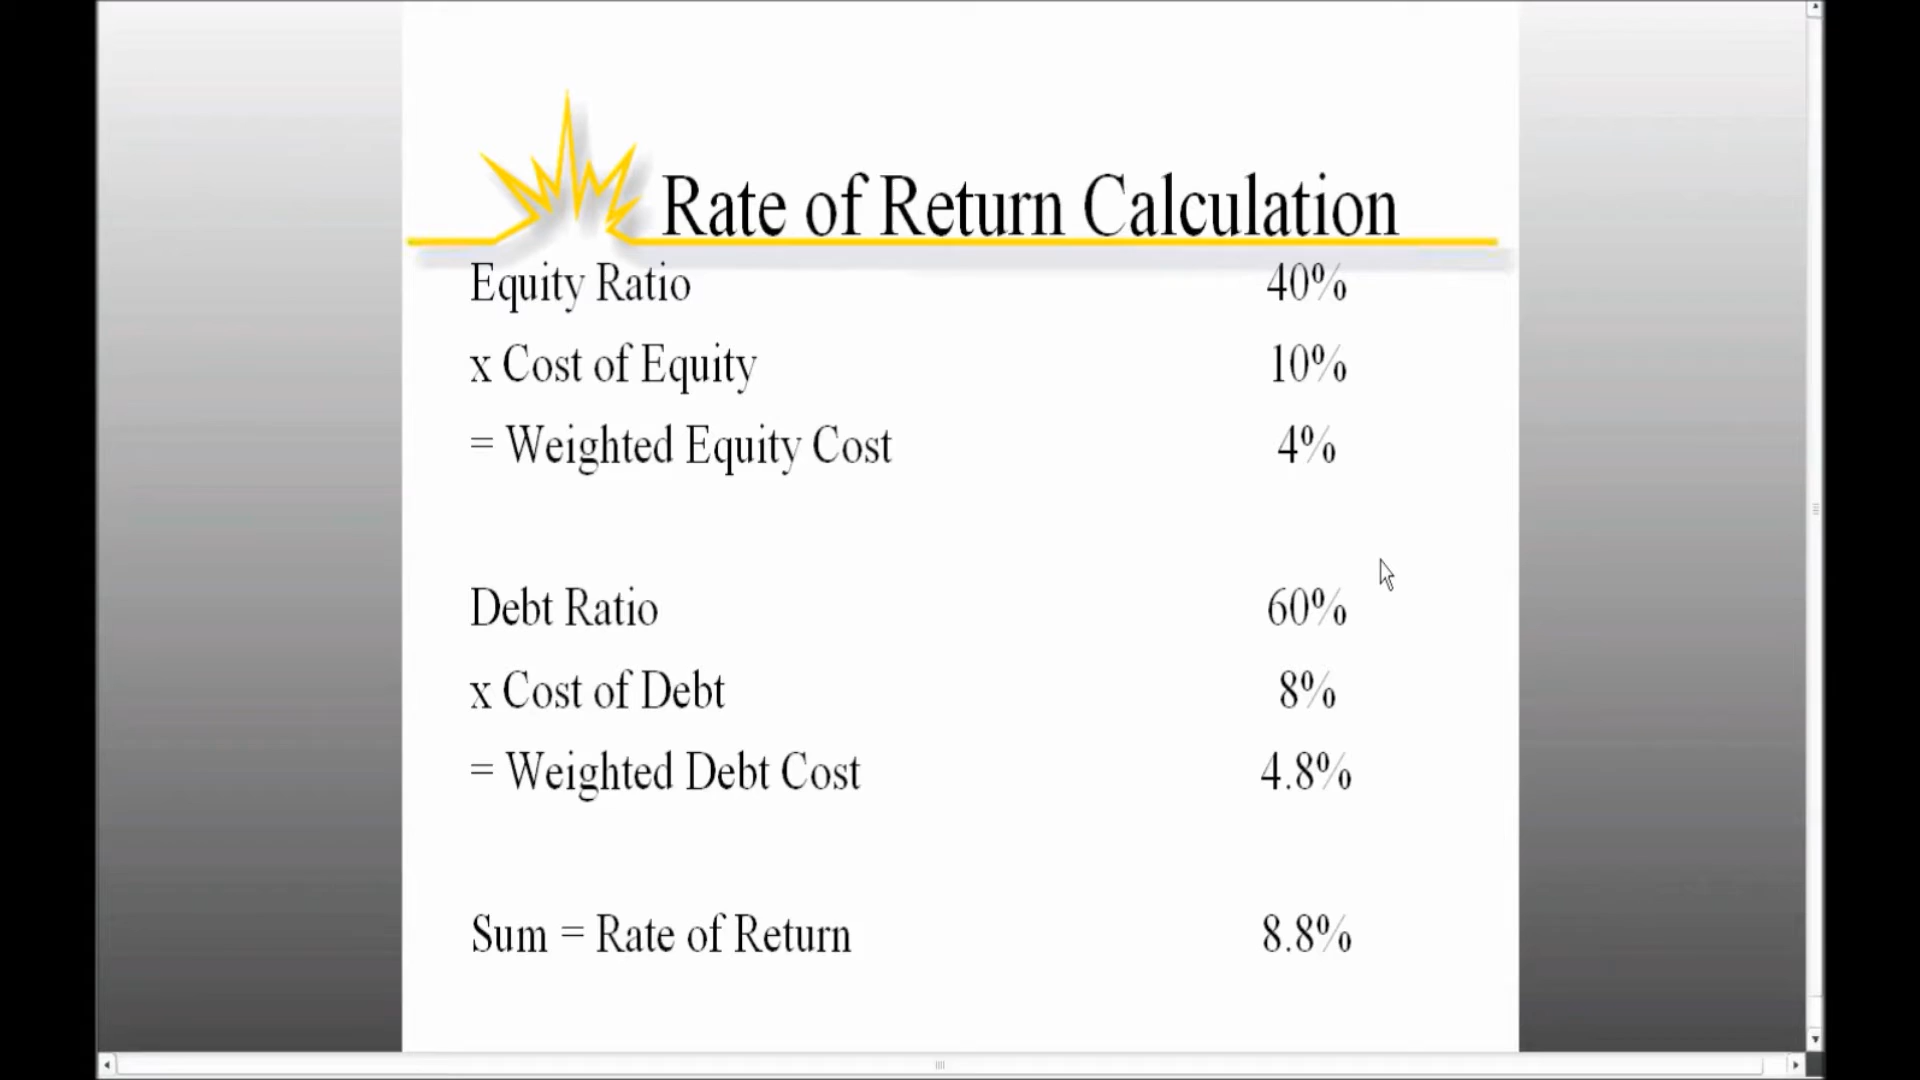 Rate of Return Calculation
Equity Ratio 40%
x Cost of Equity 10%
= Weighted Equity Cost 4%
Debt Ratio 60%
x Cost of Debt 8%
= Weighted Debt Cost 4.8%
Sum = Rate of Return 8.8%